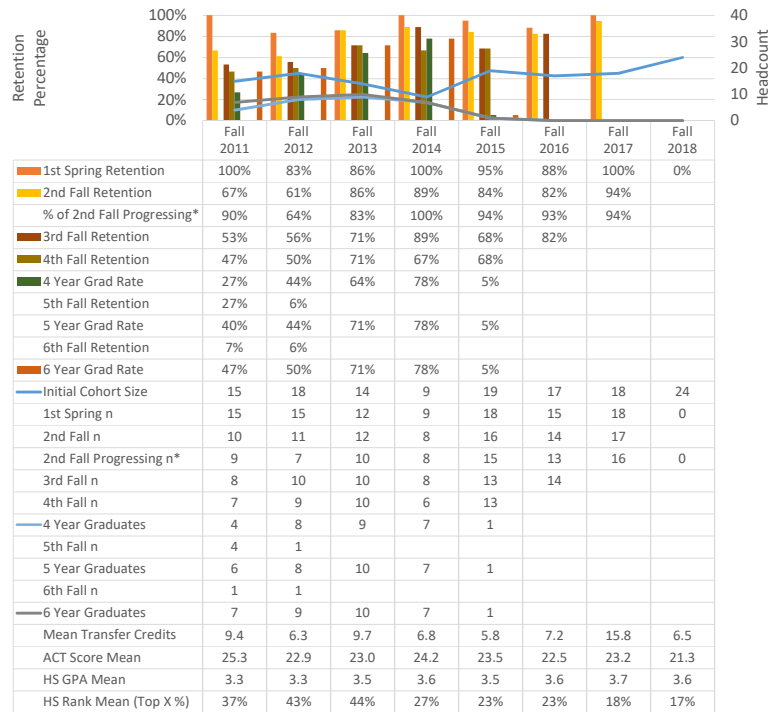 100%
80%
60%
40%
20%
0%
Retention
Percentage
40
30
20
10
0
Headcount
Fall 2011 Fall 2012 Fall 2013 Fall 2014 Fall 2015 Fall 2016 Fall 2017 Fall 2018
1st Spring Retention 100% 83% 86% 100% 95% 88% 100% 0%
2nd Fall Retention 67% 61% 86% 89% 84% 82% 94%
% of 2nd Fall Progressing* 90% 64% 83% 100% 94% 93% 94%
3rd Fall Retention 53% 56% 71% 89% 68% 82%
4th Fall Retention 47% 50% 71% 67% 68%
4 Year Grad Rate 27% 44% 64% 78% 5%
5th Fall Retention 27% 6%
5 Year Grad Rate 40% 44% 71% 78% 5%
6th Fall Retention 7% 6%
6 Year Grad Rate 47% 50% 71% 78% 5%
Initial Cohort Size 15 18 14 9 19 17 18 24
1st Spring n 15 15 12 9 18 15 18 0
2nd Fall n 10 11 12 8 16 14 17
2nd Fall Progressing n* 9 7 10 8 15 13 16 0
3rd Fall n 8 10 10 8 13 14
4th Fall n 7 9 10 6 13
4 Year Graduates 4 8 9 7 1
5th Fall n 4 1
5 Year Graduates 6 8 10 7 1
6th Fall n 1 1
6 Year Graduates 7 9 10 7 1
Mean Transfer Credits 9.4 6.3 9.7 6.8 5.8 7.2 15.8 6.5
ACT Score Mean 25.3 22.9 23.0 24.2 23.5 22.5 23.2 21.3
HS GPA Mean 3.3 3.3 3.5 3.6 3.5 3.6 3.7 3.6
HS Rank Mean (Top X %) 37% 43% 44% 27% 23% 23% 18% 17%